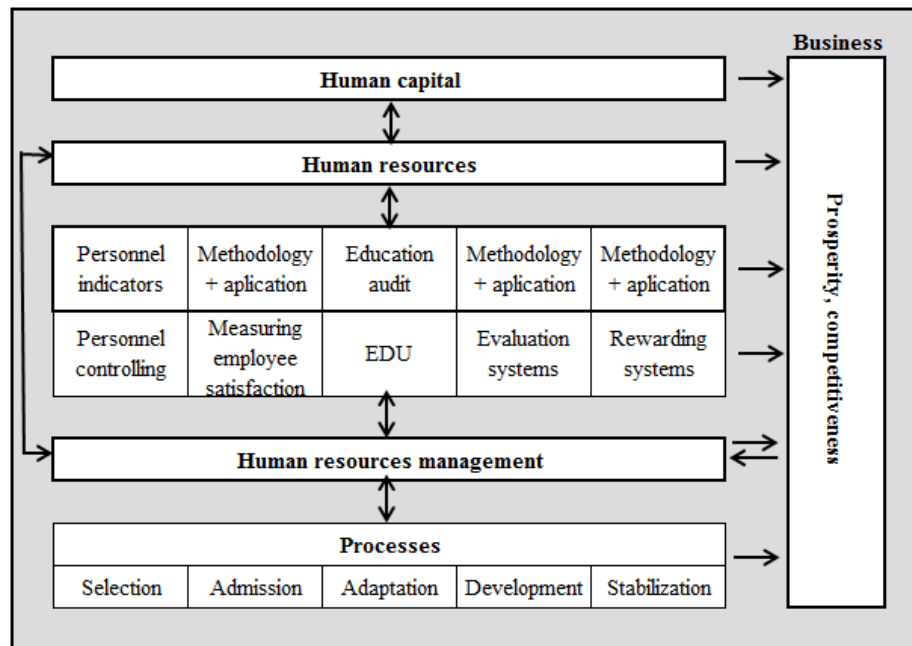 Business
Human capital
Human resources
Personnel
indicators
Methodology
+ aplication
Education
audit
Methodology
+ aplication
Methodology
+ aplication
Personnel
controlling
Measuring
employee
satisfaction
EDU
Evaluation
systems
Rewarding
systems
Human resources management
Processes
Selection
Admission
Adaptation
Development
Stabilization
Prosperity, competitiveness